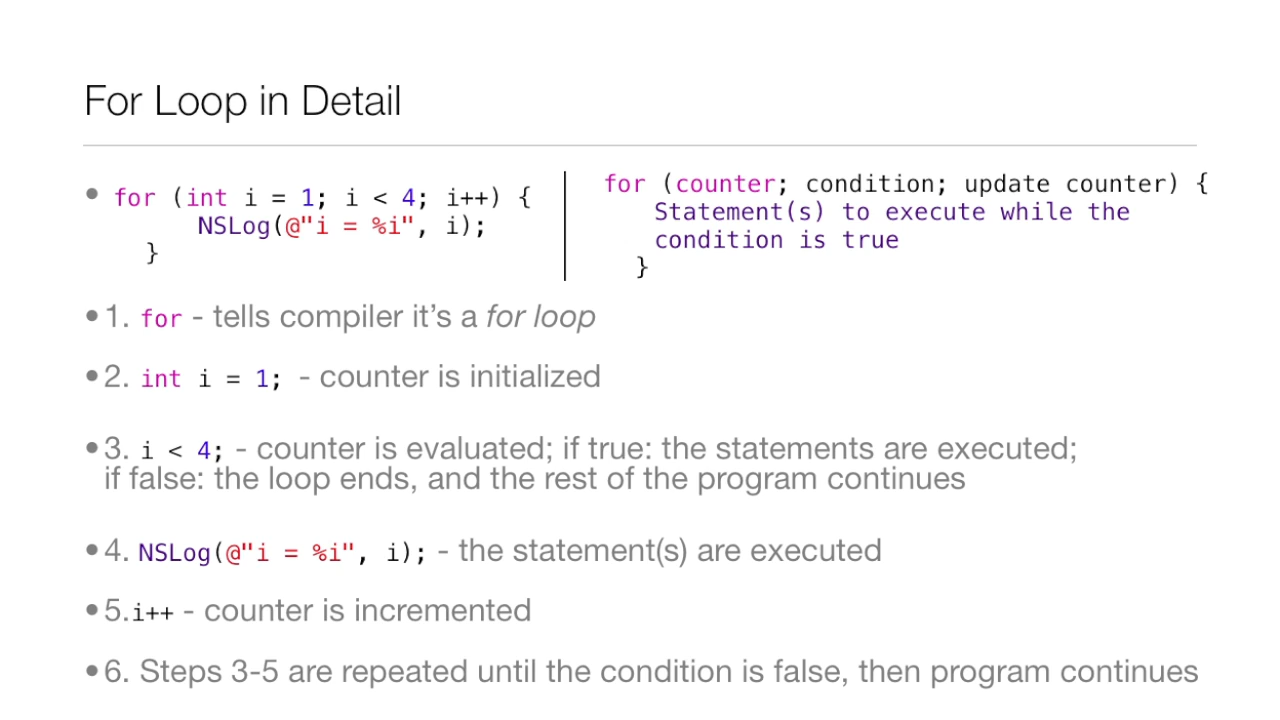 For Loop in Detail
• for (int i = 1; i < 4; i++) {
NSLog(@"i = %i", i);
}
for (counter; condition; update counter) {
Statement(s) to execute while the
condition is true
}
• 1. for - tells compiler it’s a for loop
• 2. int i = 1; - counter is initialized
• 3. i < 4; - counter is evaluated; if true: the statements are executed;
if false: the loop ends, and the rest of the program continues
• 4. NSLog(@"i = %i", i); - the statement(s) are executed
• 5.i++ - counter is incremented
• 6. Steps 3-5 are repeated until the condition is false, then program continues